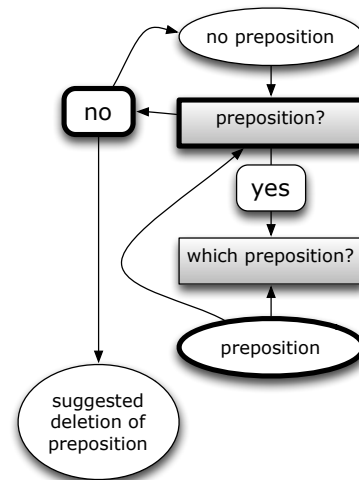 no preposition
no
preposition?
yes
which preposition?
preposition
suggested
deletion of
preposition